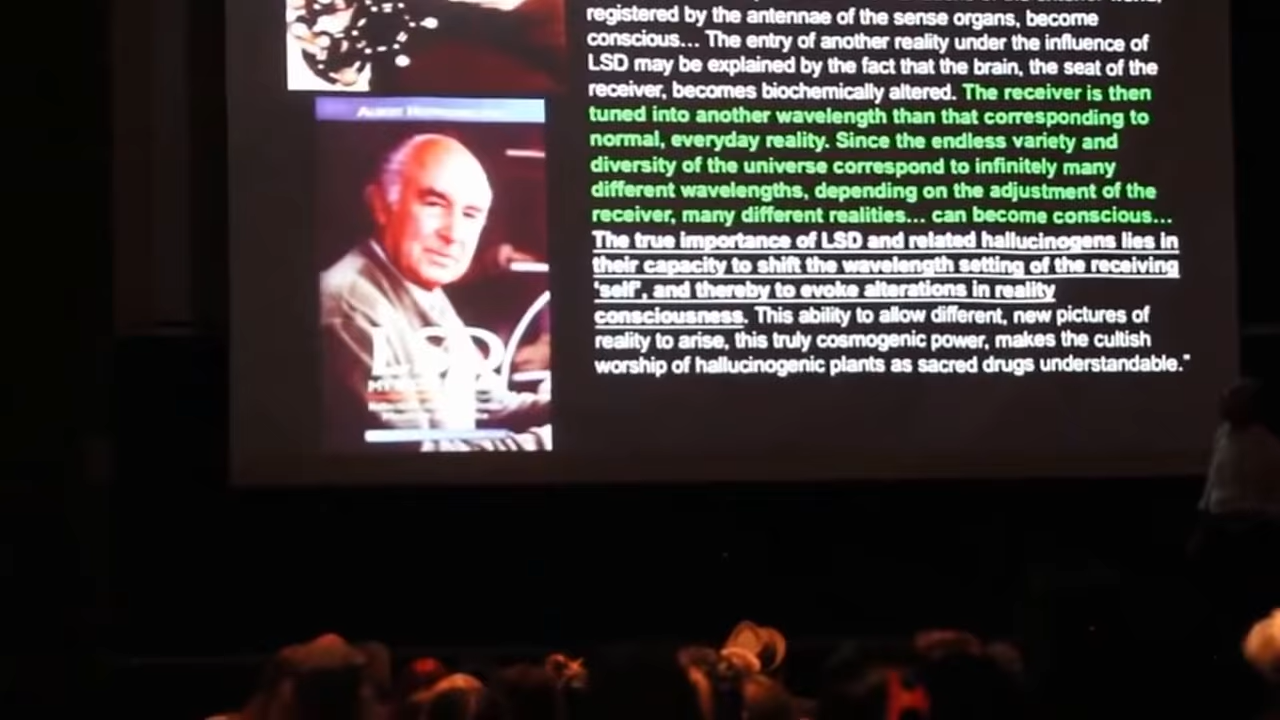 registered by the antennae of the sense organs, become
conscious... The entry of another reality under the influence of
LSD may be explained by the fact that the brain, the seat of the
receiver, becomes biochemically altered. The receiver is then
tuned into another wavelength than that corresponding to
normal, everyday reality. Since the endless variety and
diversity of the universe correspond to infinitely many
different wavelengths, depending on the adjustment of the
receiver, many different realities... can become conscious...
The true importance of LSD and related hallucinogens lies in
their capacity to shift the wavelength setting of the receiving
'self', and thereby to evoke alterations in reality
consciousness. This ability to allow different, new pictures of
reality to arise, this truly cosmogenic power, makes the cultish
worship of hallucinogenic plants as sacred drugs understandable."
LSD